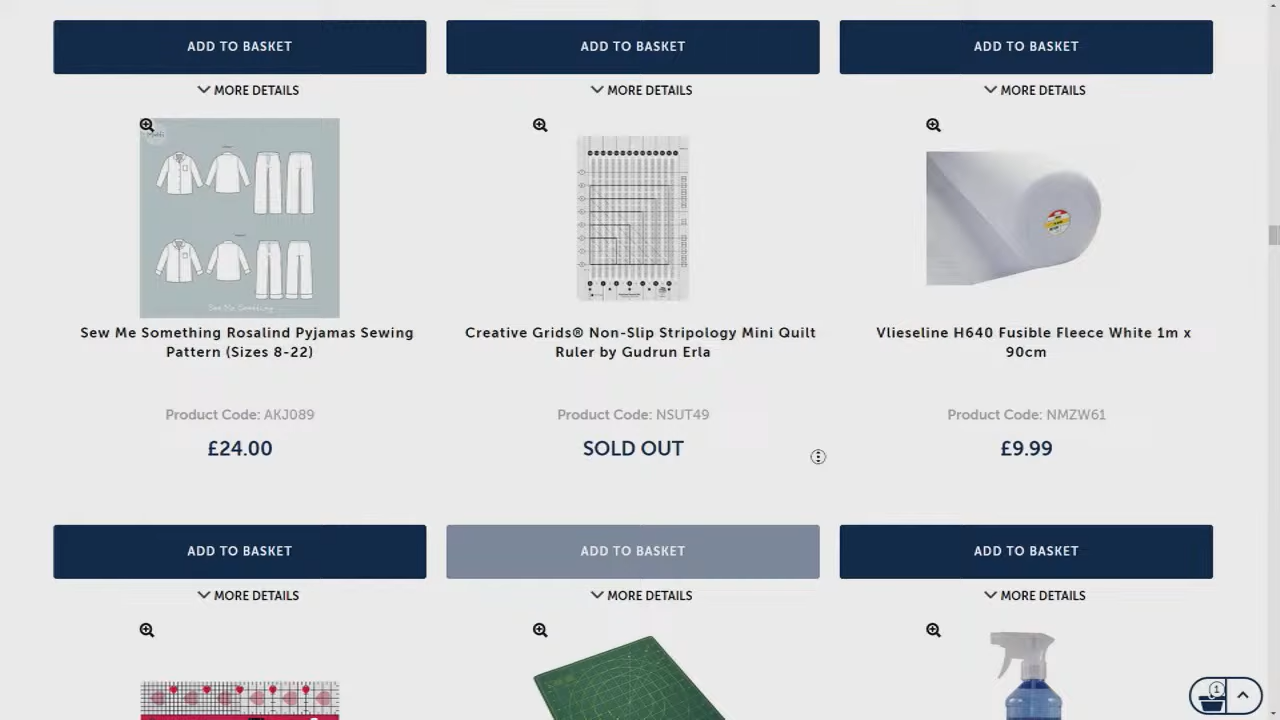 ADD TO BASKET
ADD TO BASKET
ADD TO BASKET
MORE DETAILS
MORE DETAILS
MORE DETAILS
Sew Me Something Rosalind Pyjamas Sewing
Pattern (Sizes 8-22)
Creative Grids® Non-Slip Stripology Mini Quilt
Ruler by Gudrun Erla
Vlieseline H640 Fusible Fleece White 1m x
90cm
Product Code: AKJ089
Product Code: NSUT49
Product Code: NMZW61
£24.00
SOLD OUT
£9.99
ADD TO BASKET
ADD TO BASKET
ADD TO BASKET
MORE DETAILS
MORE DETAILS
MORE DETAILS
1